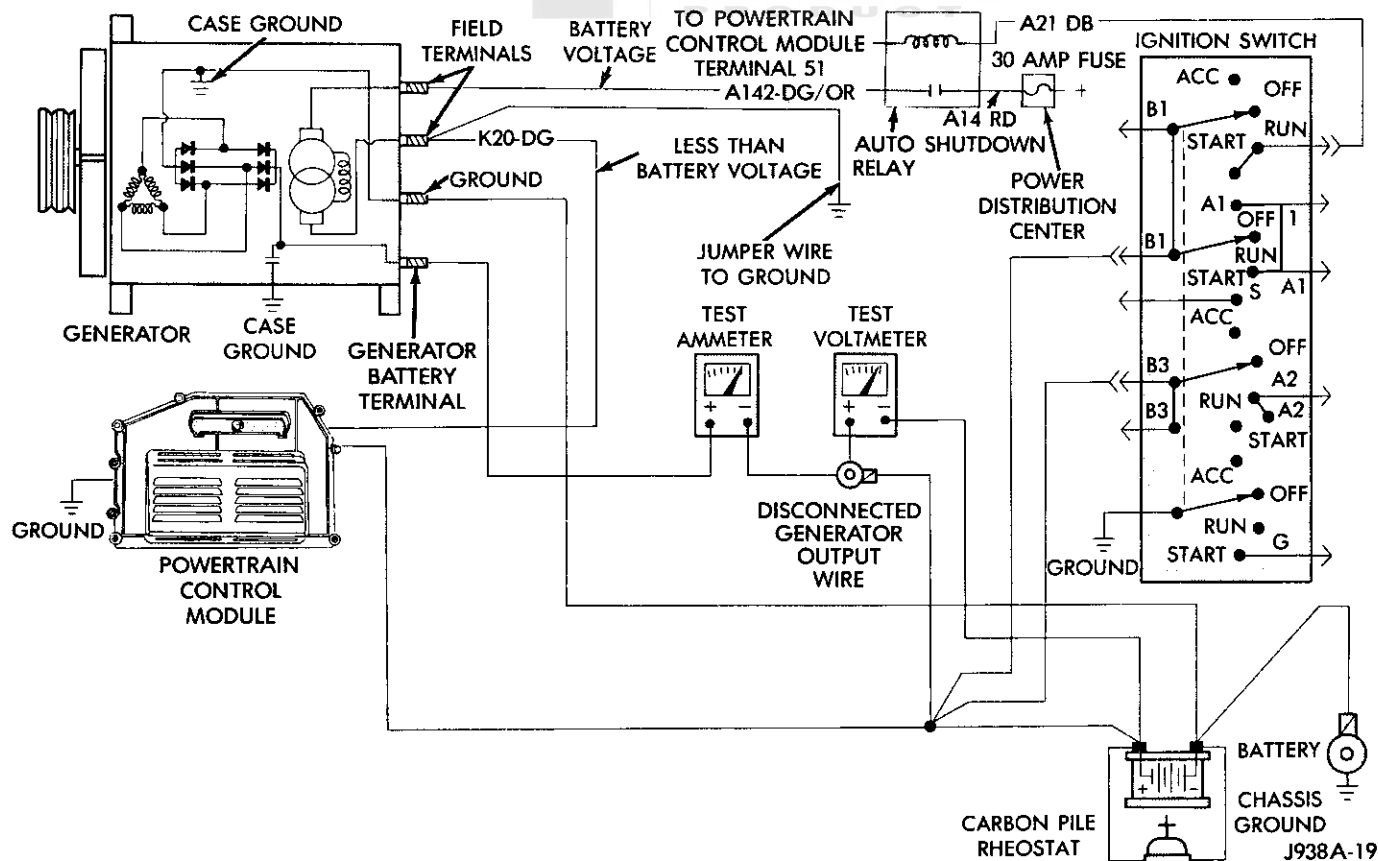 PRODUCT
CASE GROUND
FIELD
TERMINALS
BATTERY
VOLTAGE
TO POWERTRAIN
CONTROL MODULE
TERMINAL 51
A142-DG/OR
A21 DB
30 AMP FUSE
+
A14 RD
AUTO SHUTDOWN
RELAY
POWER
DISTRIBUTION
CENTER
IGNITION SWITCH
ACC
OFF
B1
RUN
START
A1
1
OFF
B1
RUN
START
A1
S
ACC
OFF
B3
A2
RUN
A2
B3
START
ACC
OFF
RUN
START
G
GROUND
K20-DG
LESS THAN
BATTERY VOLTAGE
GROUND
JUMPER WIRE
TO GROUND
GENERATOR
CASE
GROUND
GENERATOR
BATTERY
TERMINAL
TEST
AMMETER
+ -
TEST
VOLTMETER
+ -
DISCONNECTED
GENERATOR
OUTPUT
WIRE
GROUND
POWERTRAIN
CONTROL
MODULE
BATTERY
+ -
CARBON PILE
RHEOSTAT
CHASSIS
GROUND
J938A-19